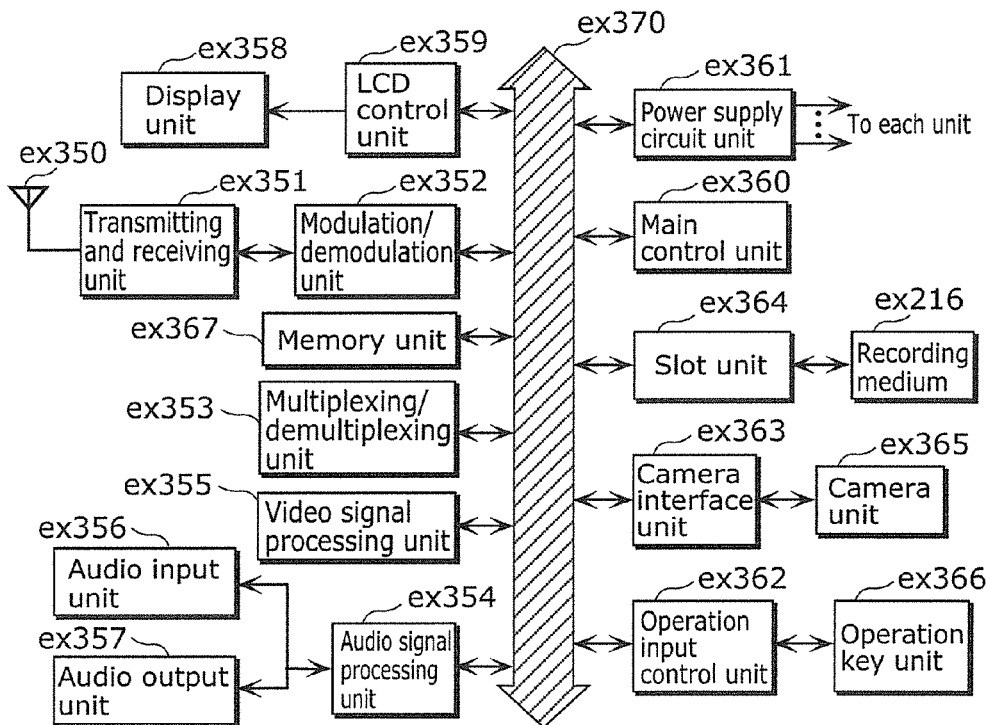 ex370
ex358
ex359
ex361
Display
unit
LCD
control
unit
Power supply
circuit unit
To each unit
ex350
ex351
ex352
ex360
Transmitting
and receiving
unit
Modulation/
demodulation
unit
Main
control unit
ex367
Memory unit
ex364
ex216
Slot unit
Recording
medium
ex353
Multiplexing/
demultiplexing
unit
ex363
ex365
Camera
interface
unit
Camera
unit
ex355
Video signal
processing unit
ex356
Audio input
unit
ex354
ex362
ex366
ex357
Audio output
unit
Audio signal
processing
unit
Operation
input
control unit
Operation
key unit